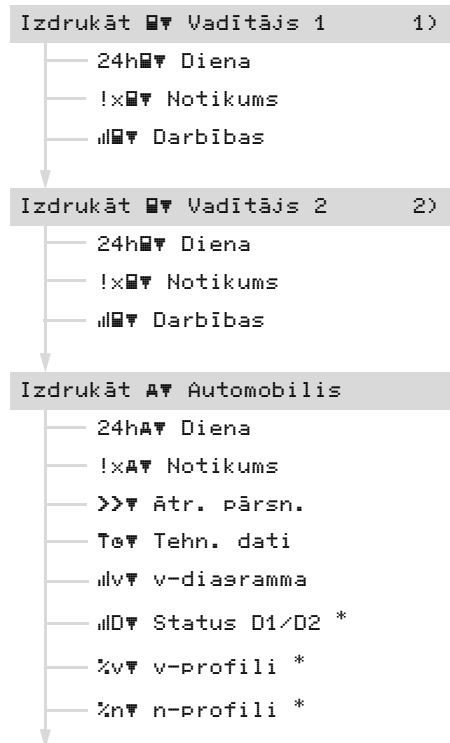 Izdrukāt ▼ Vadītājs 1 1)
24h▼ Diena
!x▼ Notikums
▼ Darbības
Izdrukāt ▼ Vadītājs 2 2)
24h▼ Diena
!x▼ Notikums
▼ Darbības
Izdrukāt ▼ Automobilis
24h▼ Diena
!x▼ Notikums
>>▼ Ātr. pārsn.
T▼ Tehn. dati
v▼ v-diagramma
D▼ Status D1/D2 *
%v▼ v-profili *
%n▼ n-profili *